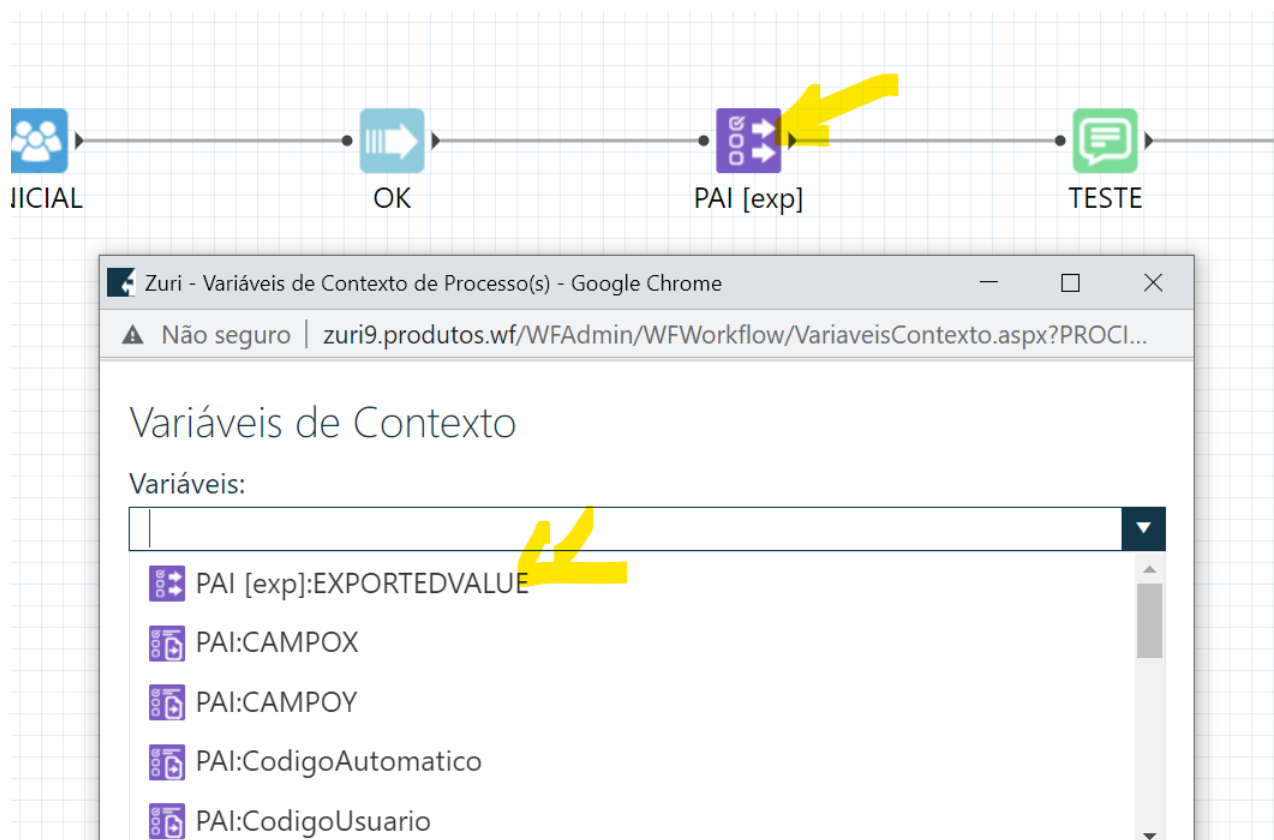 NICIAL
OK
PAI [exp]
TESTE
Zuri - Variáveis de Contexto de Processo(s) - Google Chrome
Não seguro | zuri9.produtos.wf/WFAdmin/WFWorkflow/VariaveisContexto.aspx?PROCI...
Variáveis de Contexto
Variáveis:
PAI [exp]:EXPORTEDVALUE
PAI:CAMPOX
PAI:CAMPOY
PAI:CodigoAutomatico
PAI:CodigoUsuario